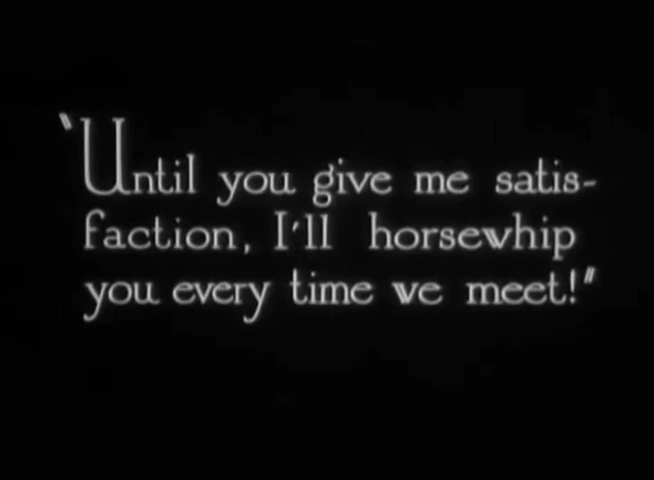 "Until you give me satis-
faction, I'll horsewhip
you every time we meet!"